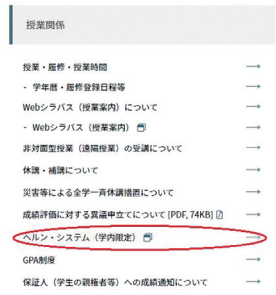 授業関係
授業・履修・授業時間
- 学年暦・履修登録日程等
Webシラバス（授業案内）について
- Webシラバス（授業案内）
非対面型授業（遠隔授業）の受講について
休講・補講について
災害等による全学一斉休講措置について
成績評価に対する異議申立てについて [PDF, 74KB]
ヘルン・システム（学内限定）
GPA制度
保証人（学生の親権者等）への成績通知について